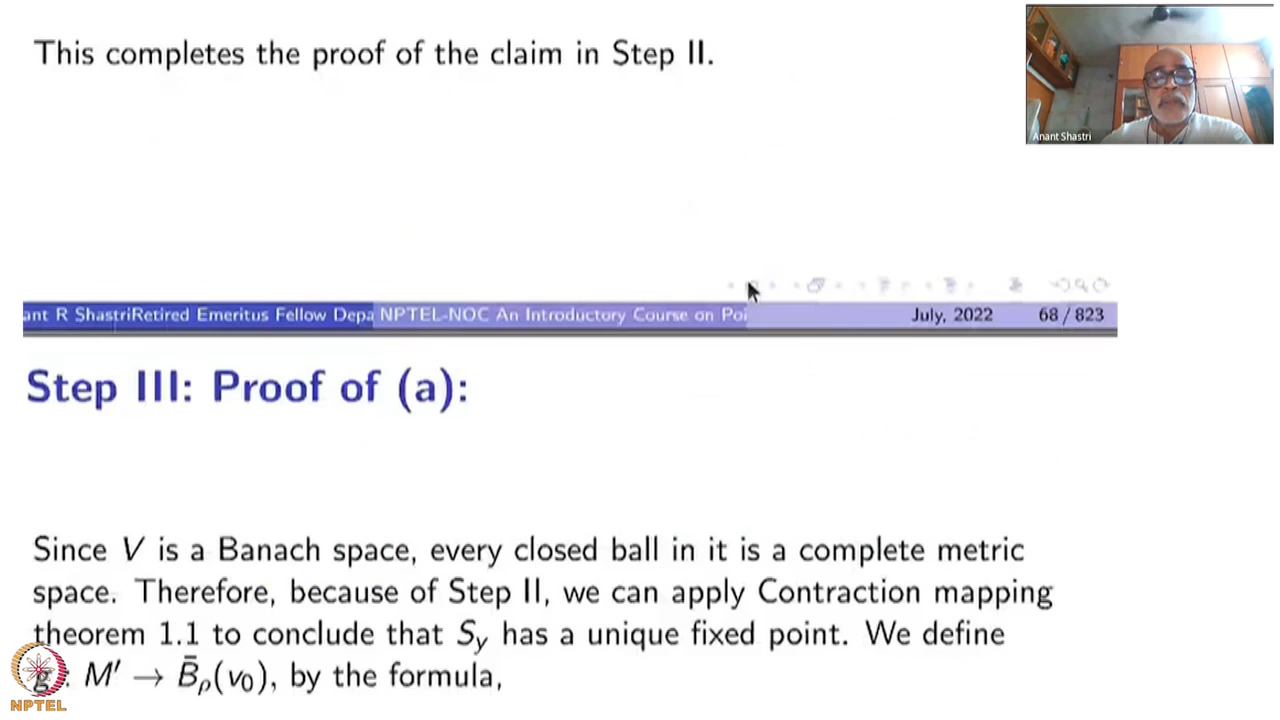 This completes the proof of the claim in Step II.
Anant Shastri
ant R ShastriRetired Emeritus Fellow Depa NPTEL-NOC An Introductory Course on Poi July, 2022 68 / 823
Step III: Proof of (a):
Since V is a Banach space, every closed ball in it is a complete metric
space. Therefore, because of Step II, we can apply Contraction mapping
theorem 1.1 to conclude that S_y has a unique fixed point. We define
g: M′ → B̄_ρ(v₀), by the formula,
NPTEL